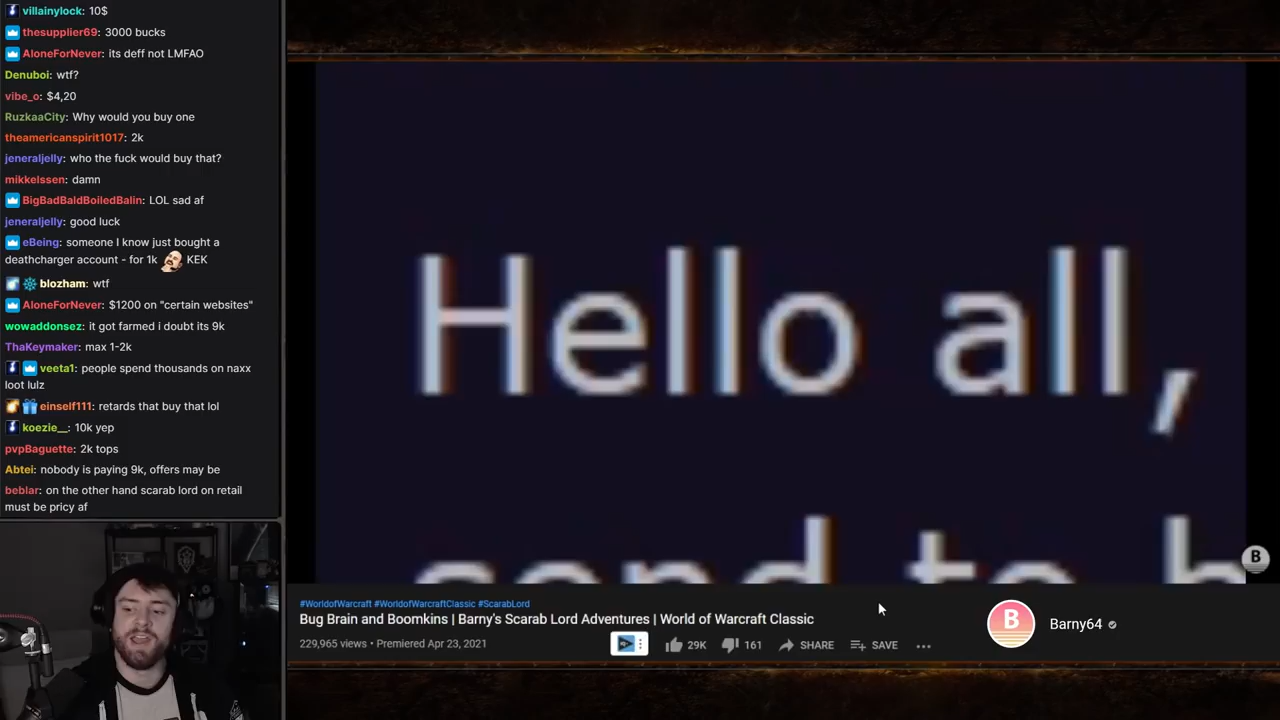 villainylock: 10$
thesupplier69: 3000 bucks
AloneForNever: its deff not LMFAO
Denuboi: wtf?
vibe_o: $4,20
RuzkaaCity: Why would you buy one
theamericanspirit1017: 2k
jeneraljelly: who the fuck would buy that?
mikkelssen: damn
BigBadBaldBoiledBalin: LOL sad af
jeneraljelly: good luck
eBeing: someone I know just bought a
deathcharger account - for 1k KEK
blozham: wtf
AloneForNever: $1200 on "certain websites"
wowaddonsez: it got farmed i doubt its 9k
ThaKeymaker: max 1-2k
veeta1: people spend thousands on naxx
loot lulz
einself111: retards that buy that lol
koezie__: 10k yep
pvpBaguette: 2k tops
Abtei: nobody is paying 9k, offers may be
beblar: on the other hand scarab lord on retail
must be pricy af
Hello all,
send to b
B
#WorldofWarcraft #WorldofWarcraftClassic #ScarabLord
Bug Brain and Boomkins | Barny's Scarab Lord Adventures | World of Warcraft Classic
229,965 views • Premiered Apr 23, 2021
29K
161
SHARE
SAVE
B
Barny64